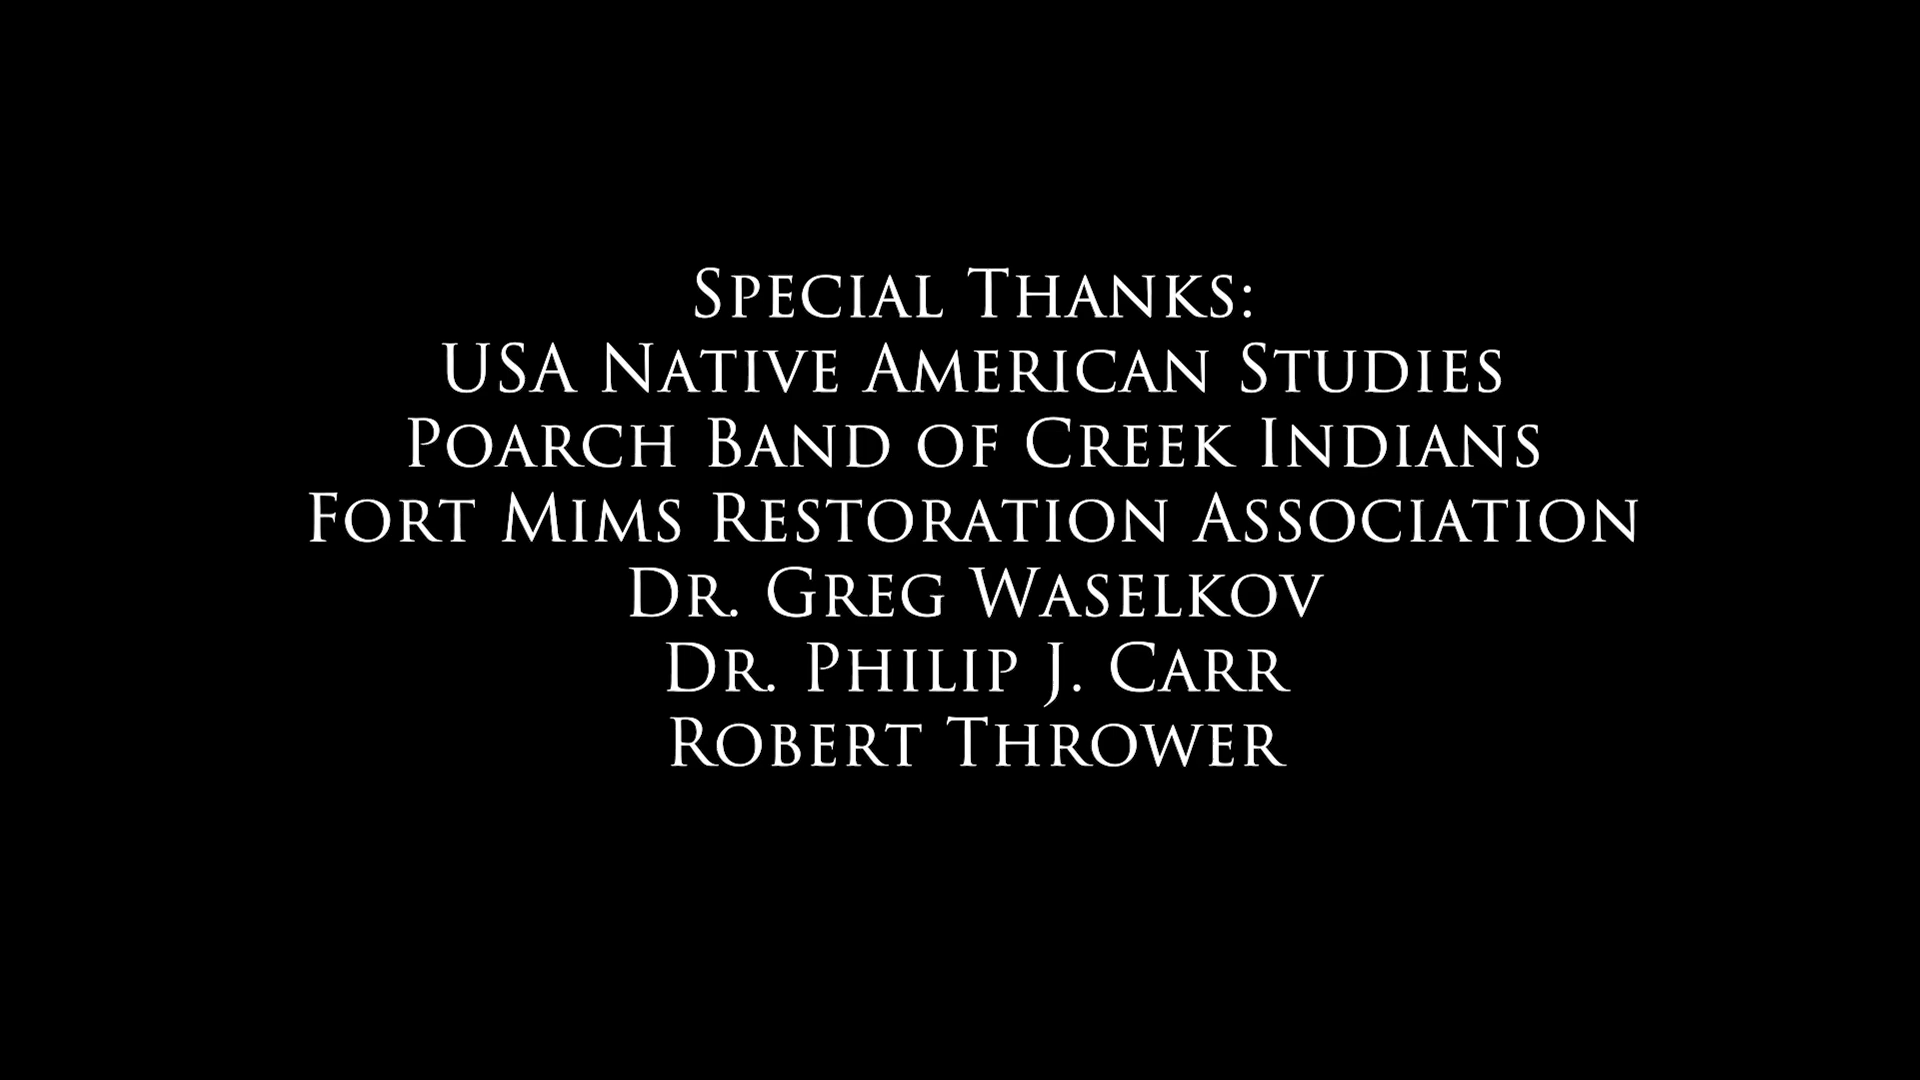 Special Thanks:
USA Native American Studies
Poarch Band of Creek Indians
Fort Mims Restoration Association
Dr. Greg Waselkov
Dr. Philip J. Carr
Robert Thrower